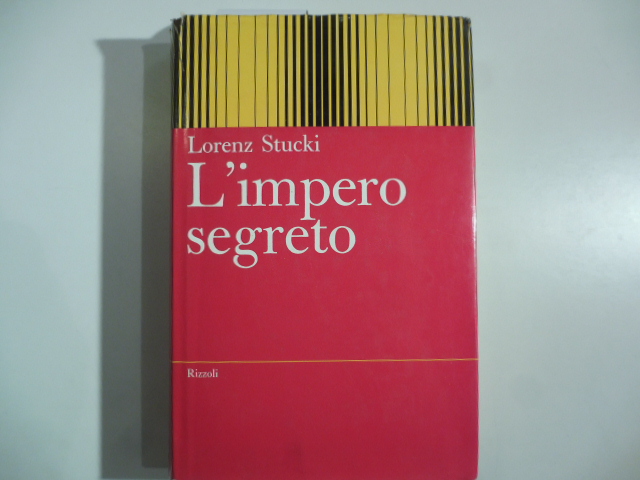 Lorenz Stucki
L'impero
segreto
Rizzoli